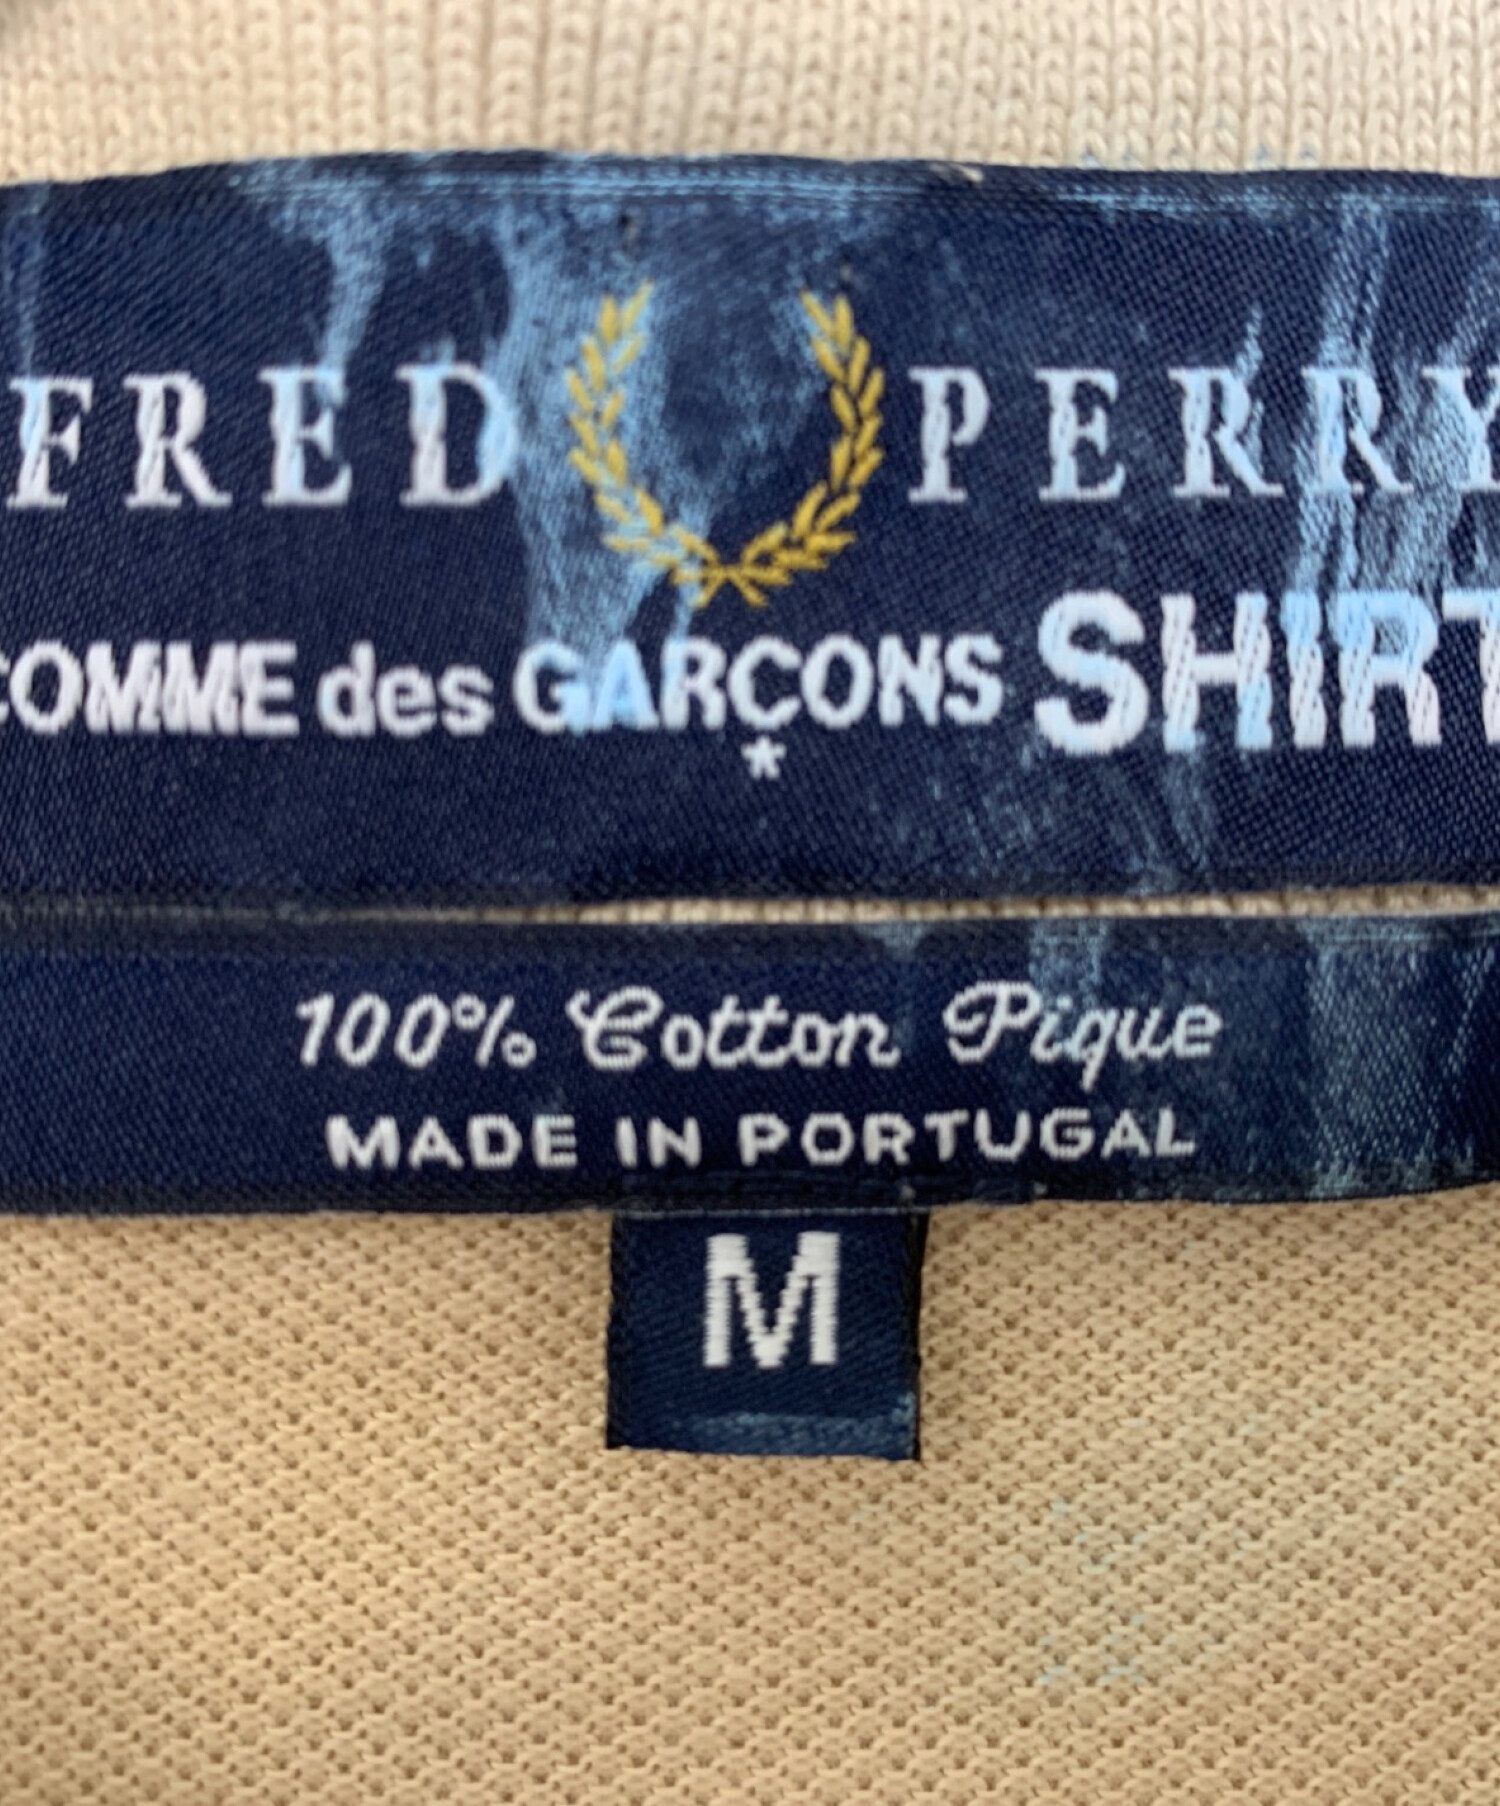 FRED PERRY
COMME des GARÇONS SHIRT
*
100% Cotton Pique
MADE IN PORTUGAL
M